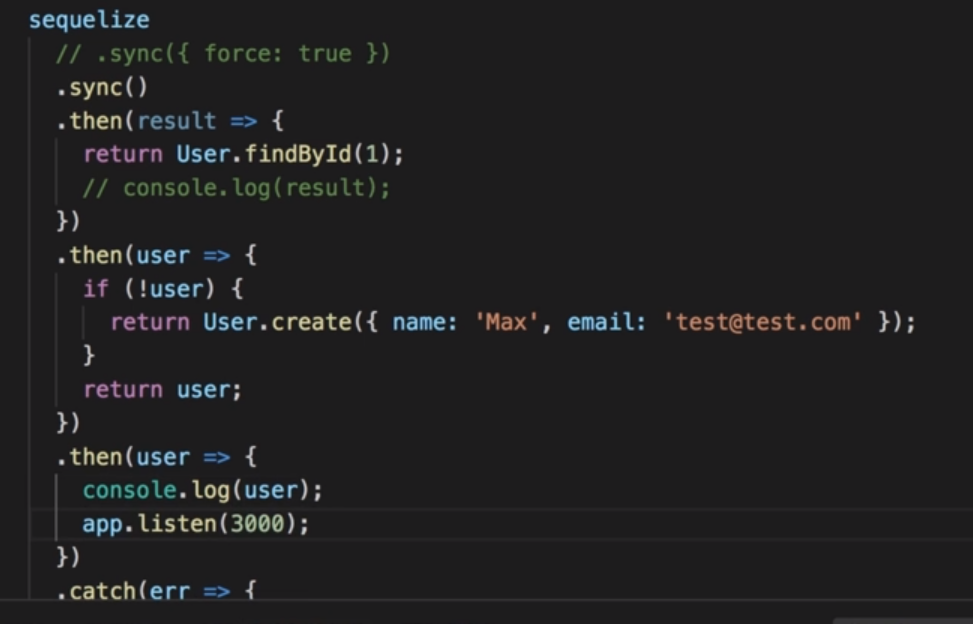 sequelize
// .sync({ force: true })
.sync()
.then(result => {
return User.findById(1);
// console.log(result);
})
.then(user => {
if (!user) {
return User.create({ name: 'Max', email: 'test@test.com' });
}
return user;
})
.then(user => {
console.log(user);
app.listen(3000);
})
.catch(err => {